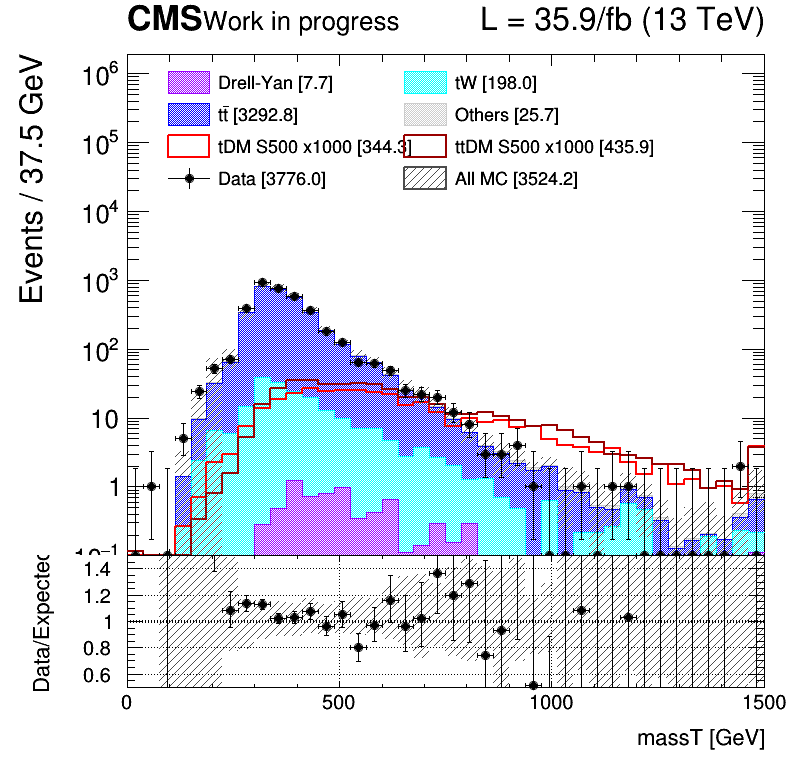 CMS Work in progress L = 35.9/fb (13 TeV)
Events / 37.5 GeV
10⁶
10⁵
10⁴
10³
10²
10
1
10⁻¹
Drell-Yan [7.7] tW [198.0]
tt̄ [3292.8] Others [25.7]
tDM S500 x1000 [344.3] ttDM S500 x1000 [435.9]
Data [3776.0] All MC [3524.2]
Data/Expected
1.4
1.2
1
0.8
0.6
0 500 1000 1500
massT [GeV]